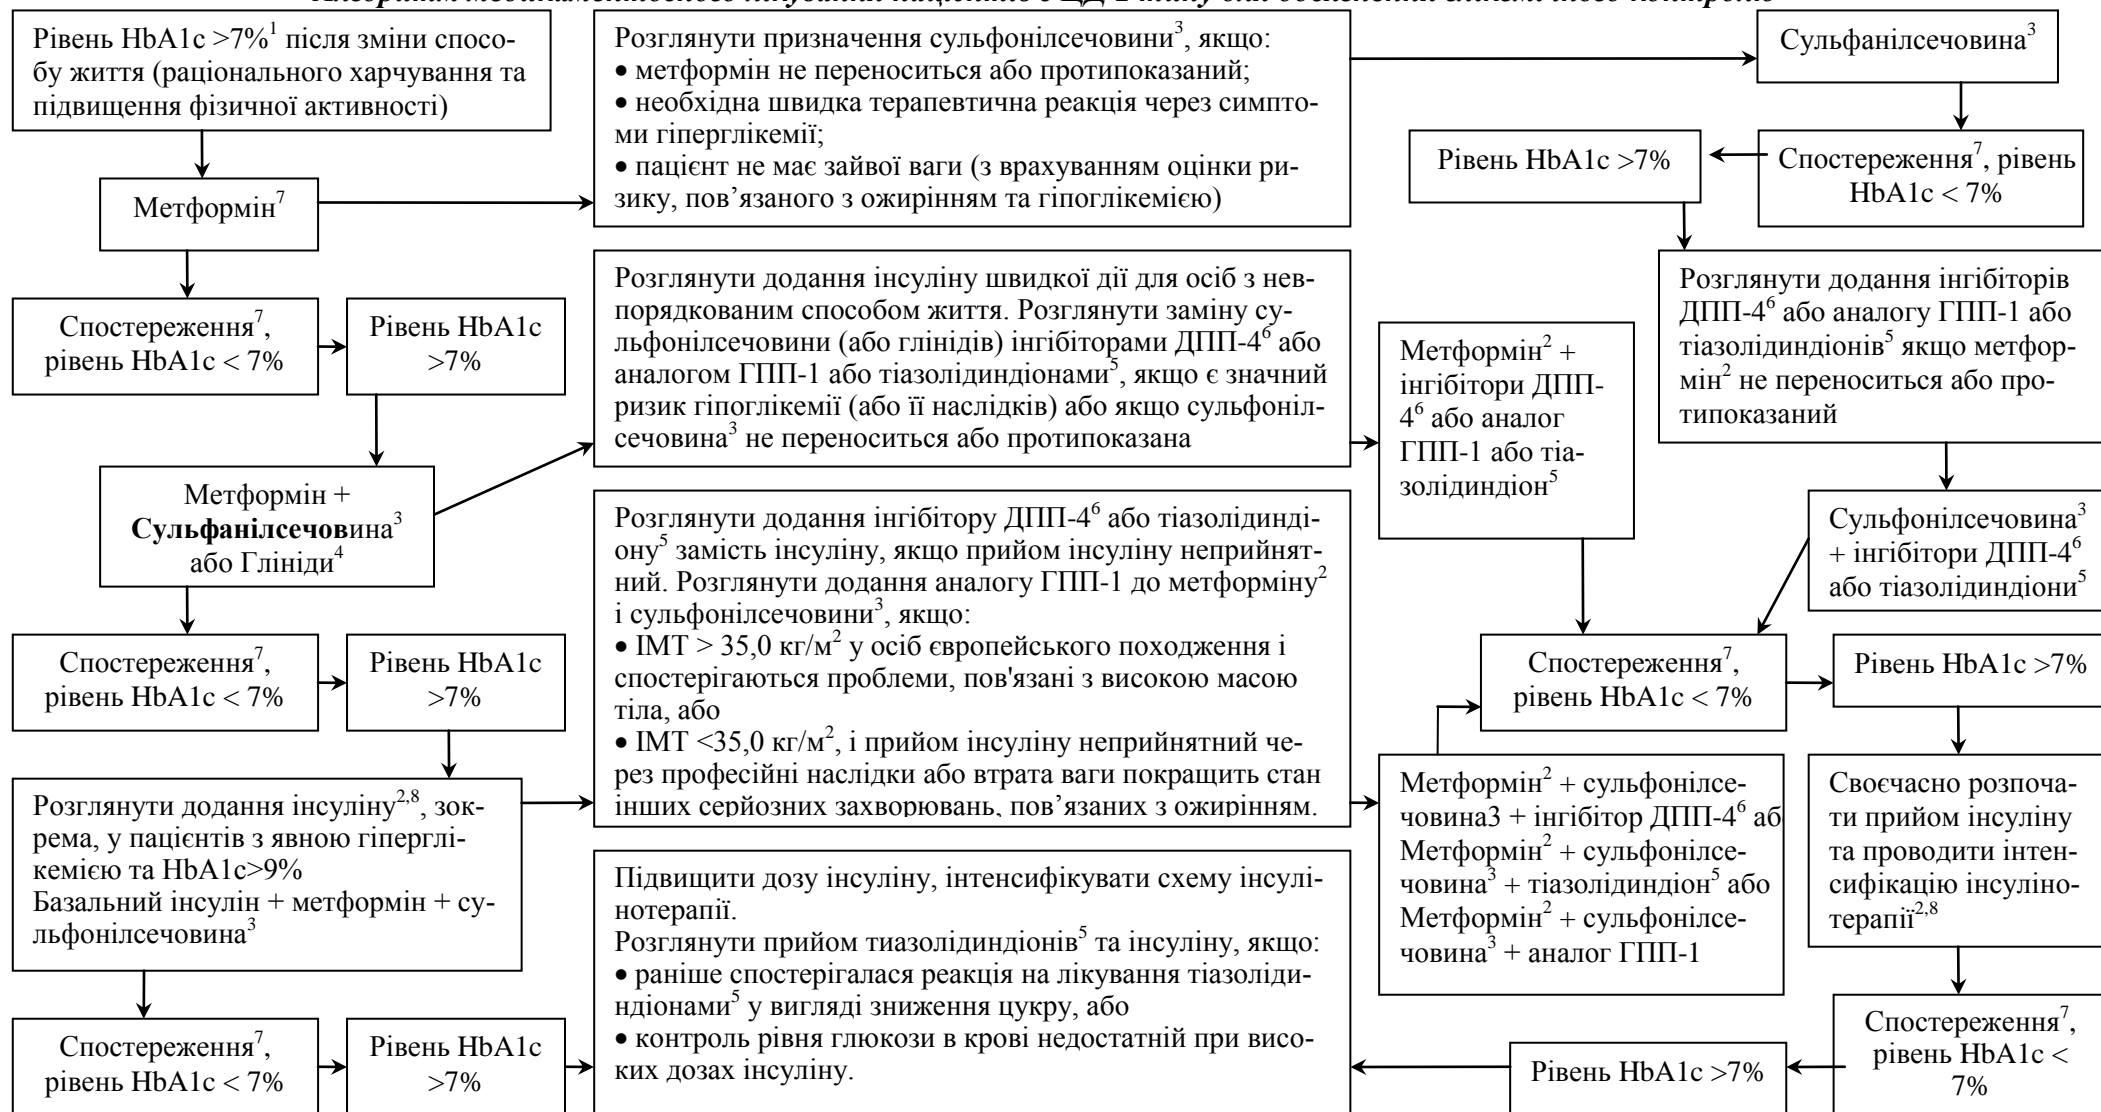 Рівень HbA1c >7%¹ після зміни спосо-
бу життя (раціонального харчування та
підвищення фізичної активності)
Розглянути призначення сульфонілсечовини³, якщо:
• метформін не переноситься або протипоказаний;
• необхідна швидка терапевтична реакція через симпто-
ми гіперглікемії;
• пацієнт не має зайвої ваги (з врахуванням оцінки ри-
зику, пов’язаного з ожирінням та гіпоглікемією)
Сульфанілсечовина³
Рівень HbA1c >7%
Спостереження⁷, рівень
HbA1c < 7%
Метформін⁷
Спостереження⁷,
рівень HbA1c < 7%
Рівень HbA1c
>7%
Розглянути додання інсуліну швидкої дії для осіб з нев-
порядкованим способом життя. Розглянути заміну су-
льфонілсечовини (або глінідів) інгібіторами ДПП-4⁶ або
аналогом ГПП-1 або тіазолідиндіонами⁵, якщо є значний
ризик гіпоглікемії (або її наслідків) або якщо сульфоніл-
сечовина³ не переноситься або протипоказана
Метформін² +
інгібітори ДПП-
4⁶ або аналог
ГПП-1 або тіа-
золідиндіон⁵
Розглянути додання інгібіторів
ДПП-4⁶ або аналогу ГПП-1 або
тіазолідиндіонів⁵ якщо метфор-
мін² не переноситься або про-
типоказаний
Метформін +
Сульфанілсечовина³
або Глініди⁴
Розглянути додання інгібітору ДПП-4⁶ або тіазолідинді-
ону⁵ замість інсуліну, якщо прийом інсуліну неприйнят-
ний. Розглянути додання аналогу ГПП-1 до метформіну²
і сульфонілсечовини³, якщо:
• ІМТ > 35,0 кг/м² у осіб європейського походження і
спостерігаються проблеми, пов'язані з високою масою
тіла, або
• ІМТ <35,0 кг/м², і прийом інсуліну неприйнятний че-
рез професійні наслідки або втрата ваги покращить стан
інших серйозних захворювань, пов’язаних з ожирінням.
Сульфонілсечовина³
+ інгібітори ДПП-4⁶
або тіазолідиндіони⁵
Спостереження⁷,
рівень HbA1c < 7%
Рівень HbA1c
>7%
Спостереження⁷,
рівень HbA1c < 7%
Рівень HbA1c >7%
Розглянути додання інсуліну²,⁸, зок-
рема, у пацієнтів з явною гіперглі-
кемією та HbA1c>9%
Базальний інсулін + метформін + су-
льфонілсечовина³
Метформін² + сульфонілсе-
човина3 + інгібітор ДПП-4⁶ аб
Метформін² + сульфонілсе-
човина³ + тіазолідиндіон⁵ або
Метформін² + сульфонілсе-
човина³ + аналог ГПП-1
Своєчасно розпоча-
ти прийом інсуліну
та проводити інтен-
сифікацію інсуліно-
терапії²,⁸
Підвищити дозу інсуліну, інтенсифікувати схему інсулі-
нотерапії.
Розглянути прийом тиазолідиндіонів⁵ та інсуліну, якщо:
• раніше спостерігалася реакція на лікування тіазоліди-
ндіонами⁵ у вигляді зниження цукру, або
• контроль рівня глюкози в крові недостатній при висо-
ких дозах інсуліну.
Спостереження⁷,
рівень HbA1c < 7%
Рівень HbA1c
>7%
Рівень HbA1c >7%
Спостереження⁷,
рівень HbA1c <
7%